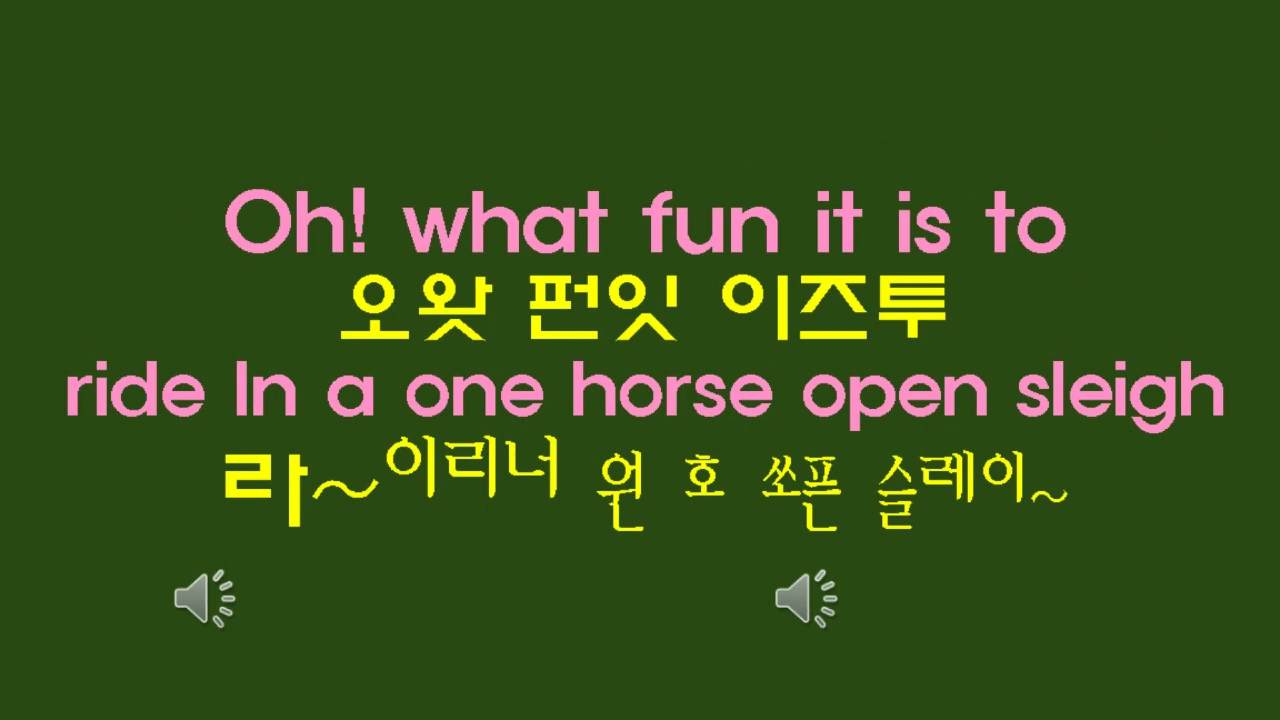 Oh! what fun it is to
오왓 펀잇 이즈투
ride In a one horse open sleigh
라~이리너 원 호 쏘픈 슬레이~